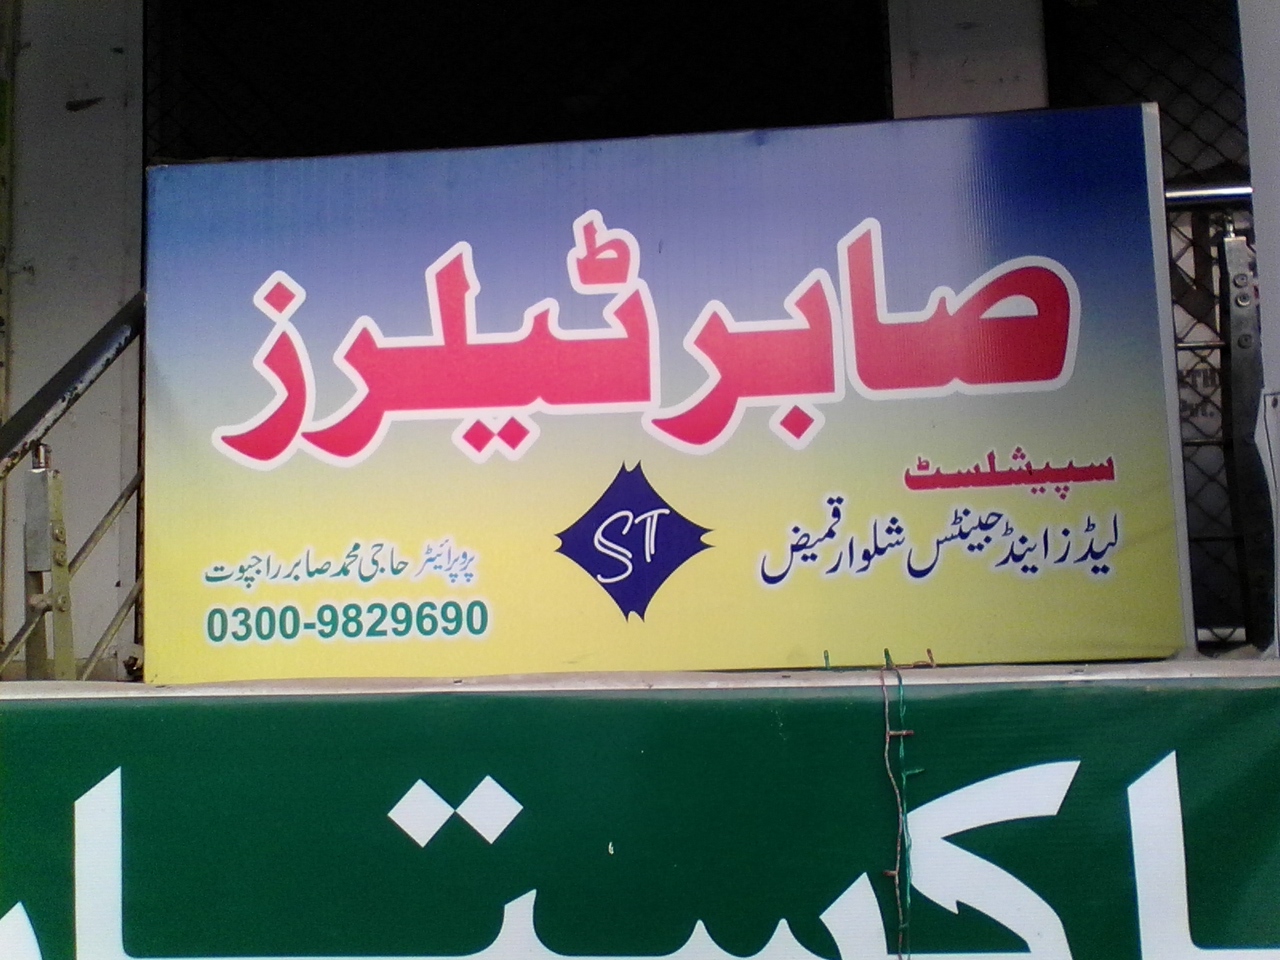 صابر ٹیلرز
سپیشلسٹ
لیڈز اینڈ جینٹس شلوار قمیض
ST
پروپرائیٹر حاجی محمد صابر راجپوت
0300-9829690